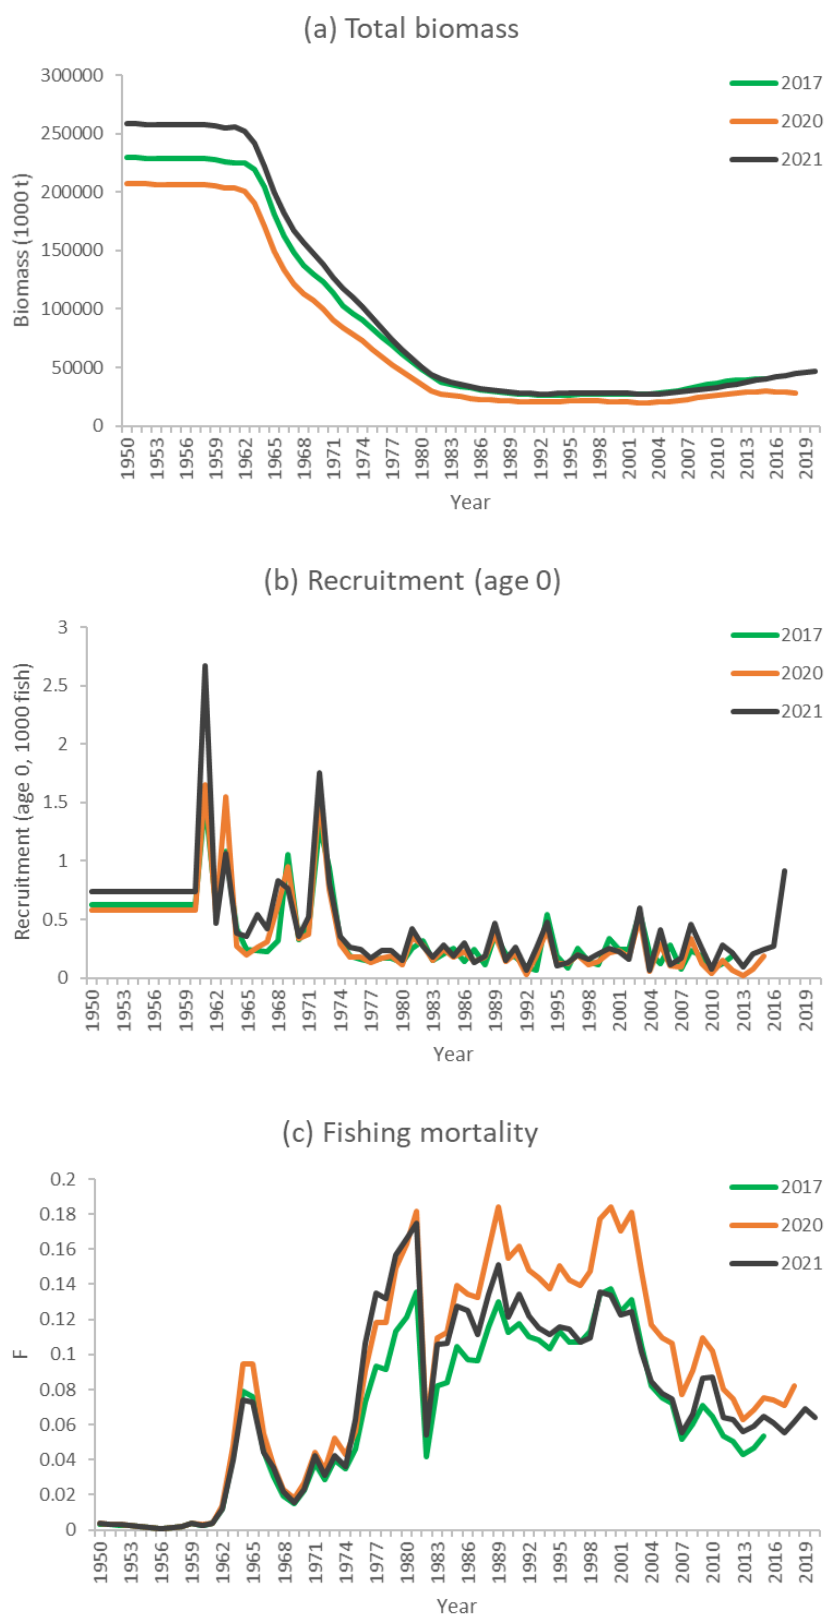 (a) Total biomass
300000
250000
200000
150000
100000
50000
0
Biomass (1000 t)
2017
2020
2021
1950 1953 1956 1959 1962 1965 1968 1971 1974 1977 1980 1983 1986 1989 1992 1995 1998 2001 2004 2007 2010 2013 2016 2019
Year
(b) Recruitment (age 0)
3
2.5
2
1.5
1
0.5
0
Recruitment (age 0, 1000 fish)
2017
2020
2021
1950 1953 1956 1959 1962 1965 1968 1971 1974 1977 1980 1983 1986 1989 1992 1995 1998 2001 2004 2007 2010 2013 2016 2019
Year
(c) Fishing mortality
0.2
0.18
0.16
0.14
0.12
0.1
0.08
0.06
0.04
0.02
0
F
2017
2020
2021
1950 1953 1956 1959 1962 1965 1968 1971 1974 1977 1980 1983 1986 1989 1992 1995 1998 2001 2004 2007 2010 2013 2016 2019
Year